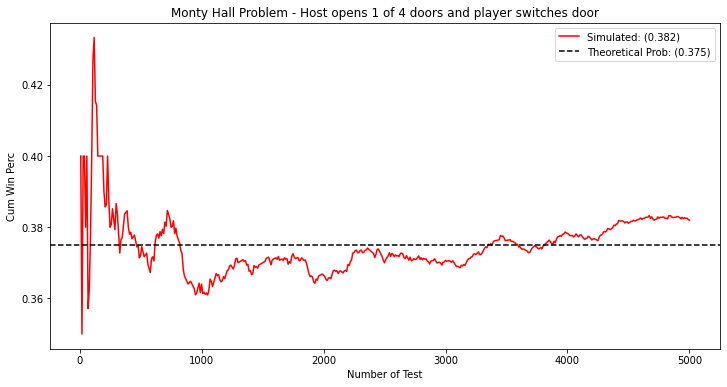 Monty Hall Problem - Host opens 1 of 4 doors and player switches door
Simulated: (0.382)
Theoretical Prob: (0.375)
Cum Win Perc
0.42
0.40
0.38
0.36
0
1000
2000
3000
4000
5000
Number of Test